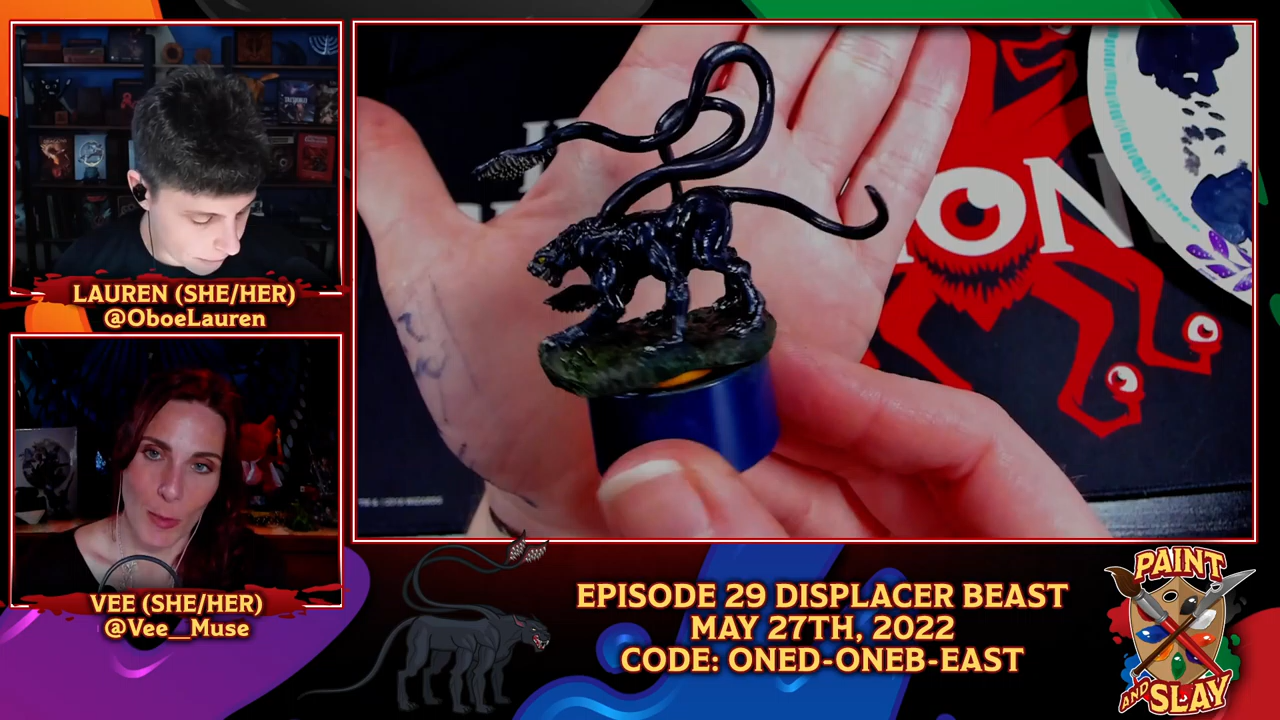 LAUREN (SHE/HER)
@OboeLauren
VEE (SHE/HER)
@Vee__Muse
ON
EPISODE 29 DISPLACER BEAST
MAY 27TH, 2022
CODE: ONED-ONEB-EAST
PAINT
AND SLAY